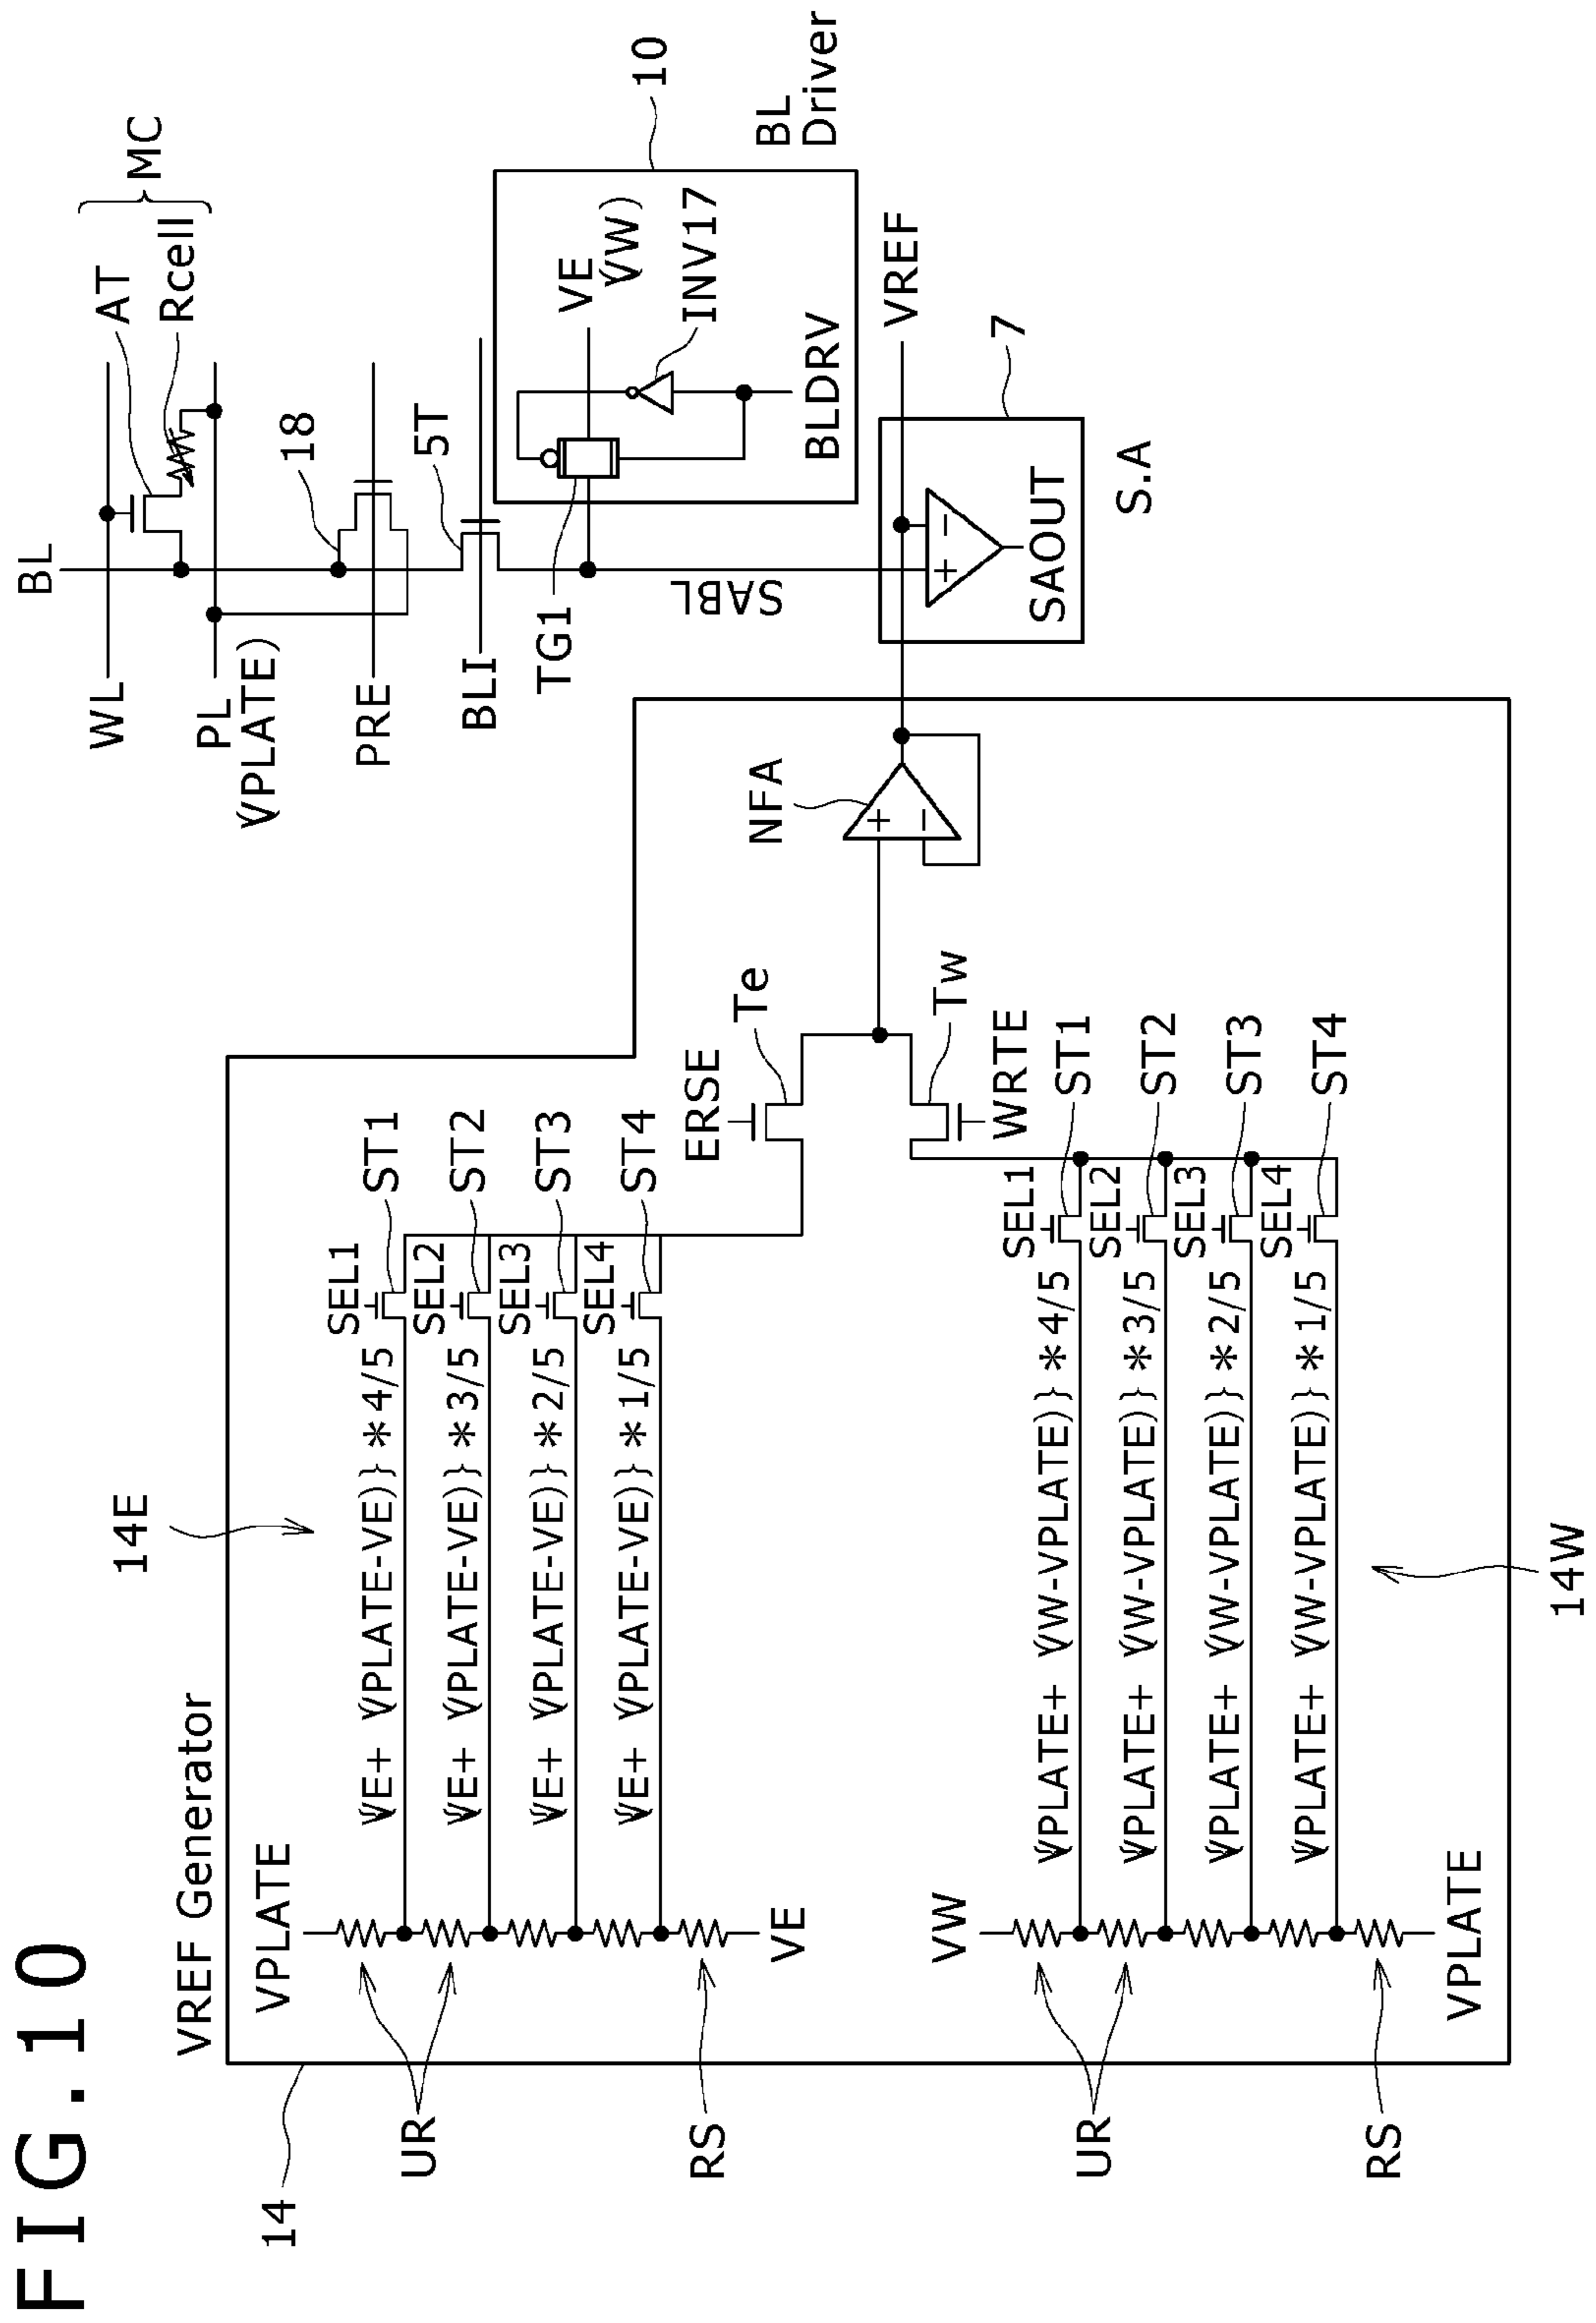 FIG.10
VREF Generator
14
14E
VPLATE
UR
RS
VE
{VE+(VPLATE-VE)}*4/5
{VE+(VPLATE-VE)}*3/5
{VE+(VPLATE-VE)}*2/5
{VE+(VPLATE-VE)}*1/5
SEL1
SEL2
SEL3
SEL4
ST1
ST2
ST3
ST4
ERSE
Te
NFA
VW
UR
RS
VPLATE
{VPLATE+(VW-VPLATE)}*4/5
{VPLATE+(VW-VPLATE)}*3/5
{VPLATE+(VW-VPLATE)}*2/5
{VPLATE+(VW-VPLATE)}*1/5
SEL1
SEL2
SEL3
SEL4
ST1
ST2
ST3
ST4
WRTE
Tw
14W
+
-
BL
WL
PL
(VPLATE)
PRE
BLI
AT
Rcell
MC
18
5T
TG1
SABL
VE
(VW)
INV17
BLDRV
10
BL
Driver
VREF
7
+
-
SAOUT
S.A